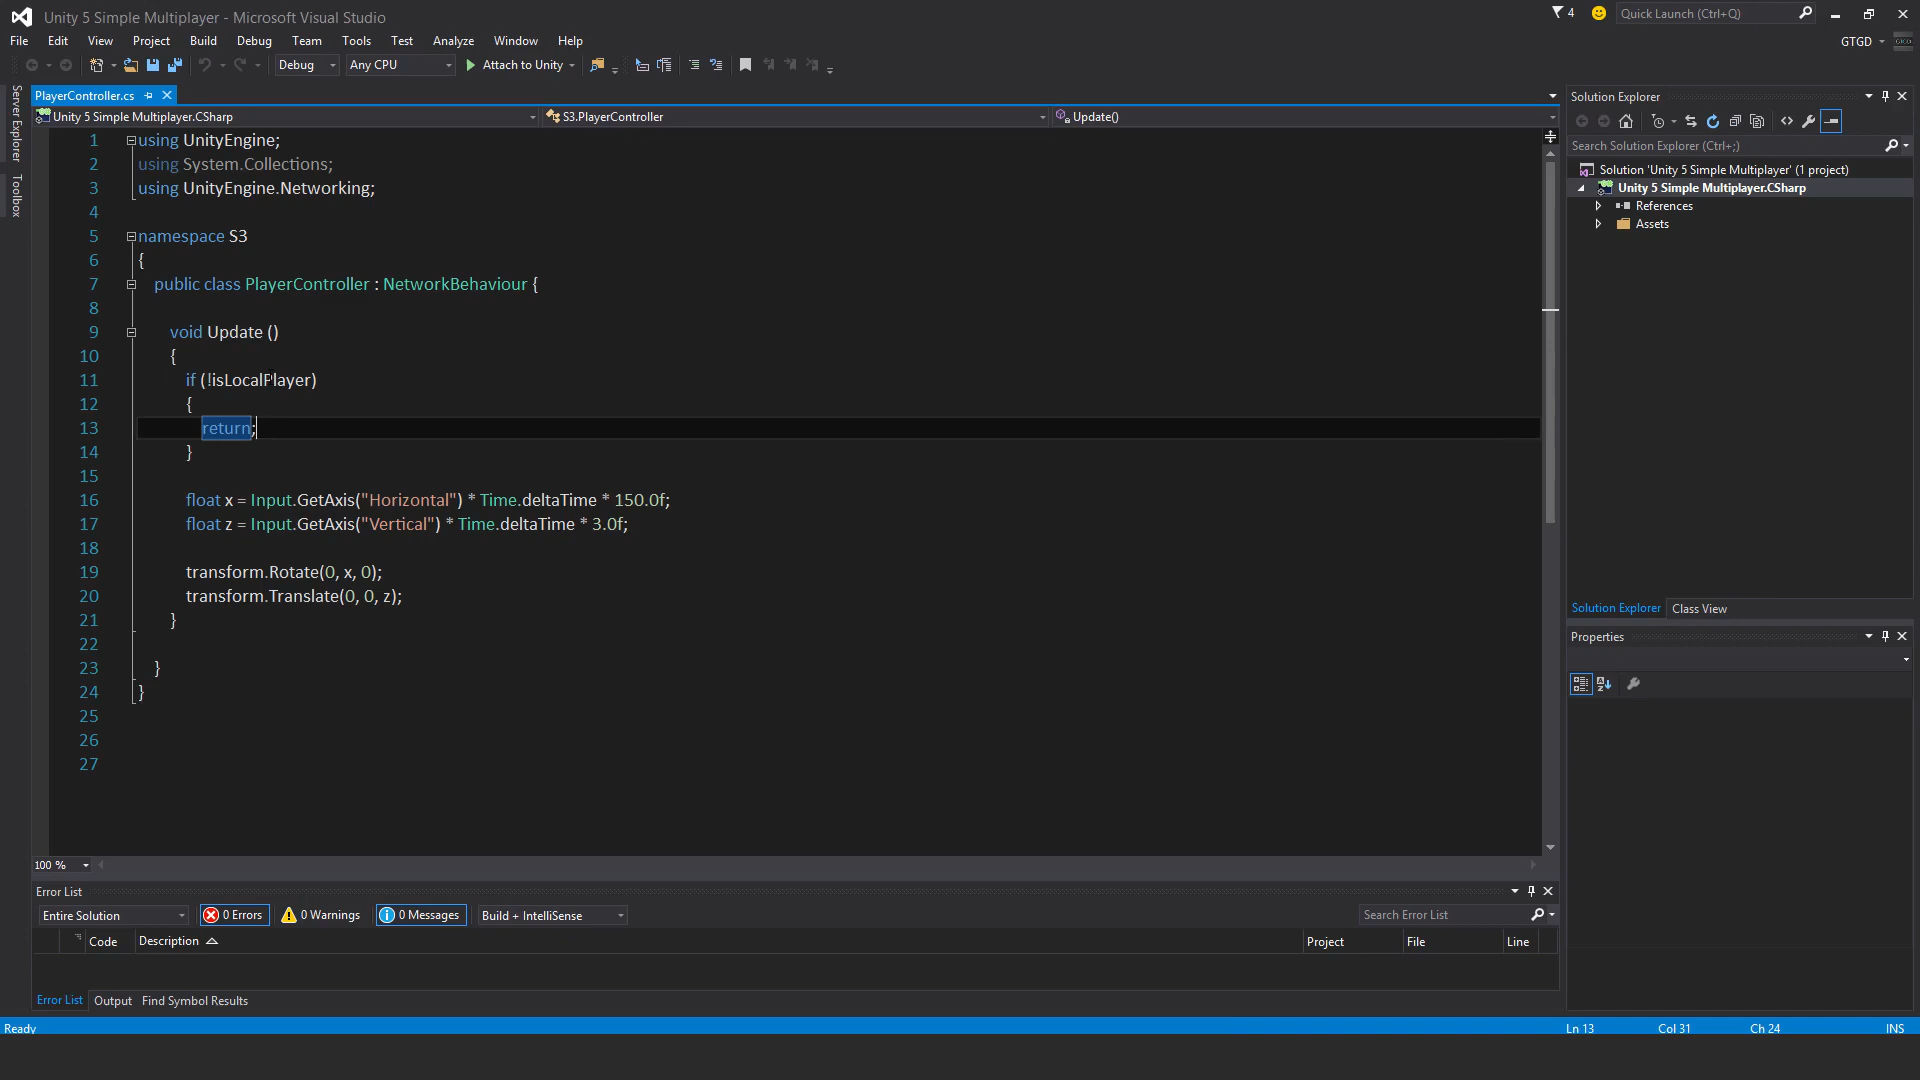 Unity 5 Simple Multiplayer - Microsoft Visual Studio
4
Quick Launch (Ctrl+Q)
File Edit View Project Build Debug Team Tools Test Analyze Window Help
GTGD
Debug Any CPU Attach to Unity
Server Explorer
Toolbox
PlayerController.cs
Unity 5 Simple Multiplayer.CSharp S3.PlayerController Update()
1 using UnityEngine;
2 using System.Collections;
3 using UnityEngine.Networking;
4
5 namespace S3
6 {
7 public class PlayerController : NetworkBehaviour {
8
9 void Update ()
10 {
11 if (!isLocalPlayer)
12 {
13 return;
14 }
15
16 float x = Input.GetAxis("Horizontal") * Time.deltaTime * 150.0f;
17 float z = Input.GetAxis("Vertical") * Time.deltaTime * 3.0f;
18
19 transform.Rotate(0, x, 0);
20 transform.Translate(0, 0, z);
21 }
22
23 }
24 }
25
26
27
100 %
Solution Explorer
Search Solution Explorer (Ctrl+;)
Solution 'Unity 5 Simple Multiplayer' (1 project)
Unity 5 Simple Multiplayer.CSharp
References
Assets
Solution Explorer Class View
Properties
Error List
Entire Solution 0 Errors 0 Warnings 0 Messages Build + IntelliSense Search Error List
Code Description Project File Line
Error List Output Find Symbol Results
Ready Ln 13 Col 31 Ch 24 INS